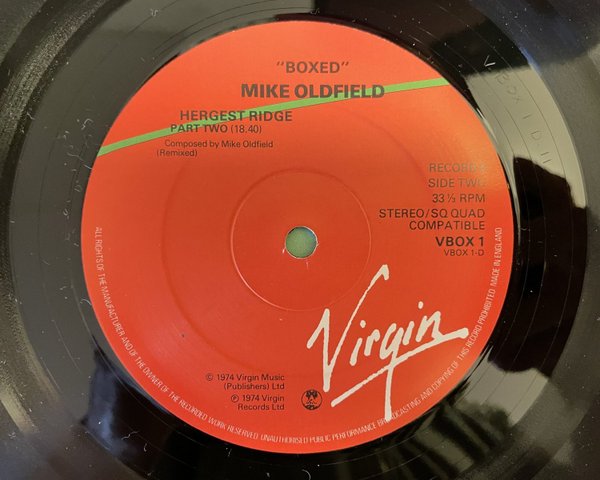 "BOXED"
MIKE OLDFIELD
HERGEST RIDGE
PART TWO (18.40)
Composed by Mike Oldfield
(Remixed)
RECORD
SIDE TWO
33⅓ RPM
STEREO/SQ QUAD
COMPATIBLE
VBOX 1
VBOX 1-D
Virgin
© 1974 Virgin Music
(Publishers) Ltd
℗ 1974 Virgin
Records Ltd
ALL RIGHTS OF THE MANUFACTURER AND OF THE OWNER OF THE RECORDED WORK RESERVED. UNAUTHORISED PUBLIC PERFORMANCE BROADCASTING AND COPYING OF THIS RECORD PROHIBITED. MADE IN ENGLAND